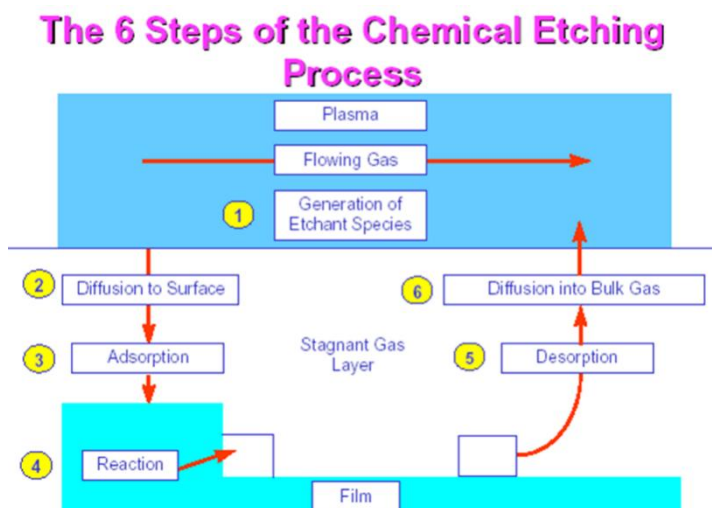 The 6 Steps of the Chemical Etching
Process
Plasma
Flowing Gas
1
Generation of
Etchant Species
2
Diffusion to Surface
6
Diffusion into Bulk Gas
3
Adsorption
Stagnant Gas
Layer
5
Desorption
4
Reaction
Film